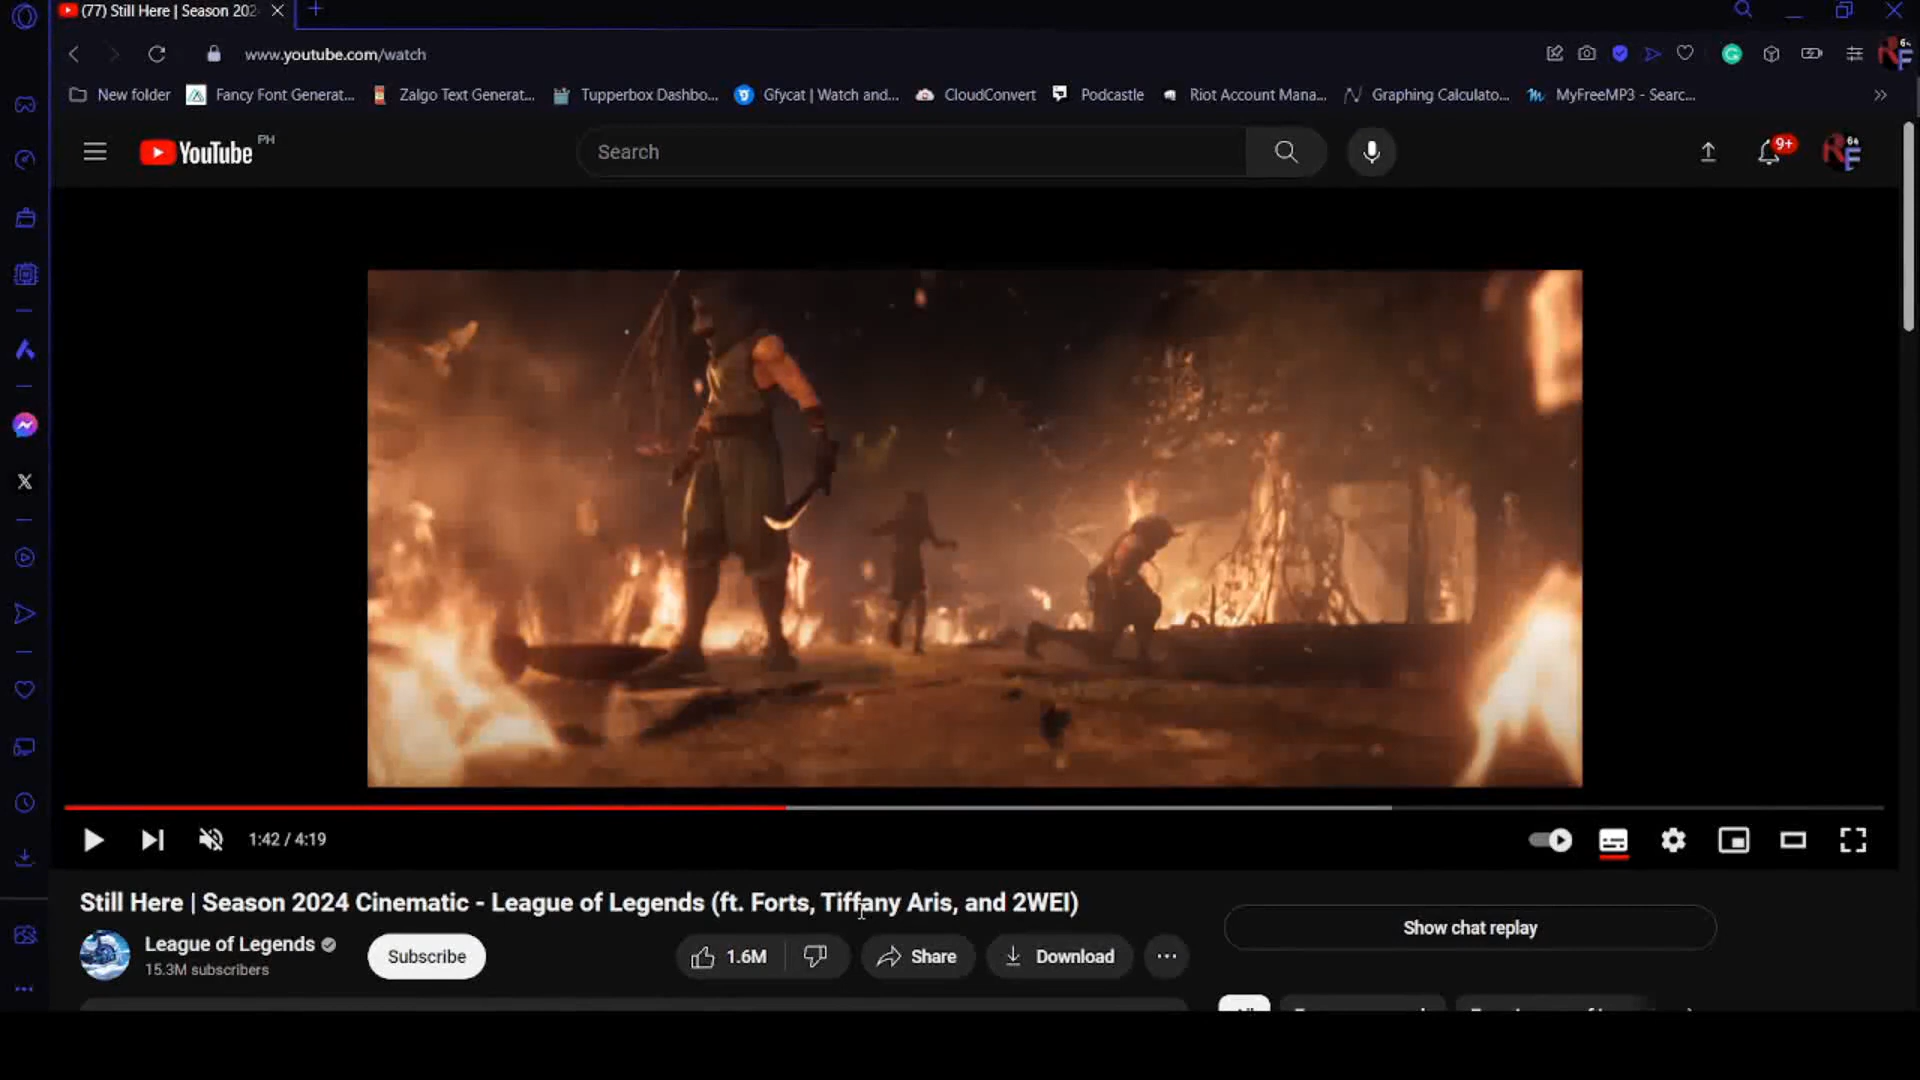 (77) Still Here | Season 202
www.youtube.com/watch
New folder
Fancy Font Generat...
Zalgo Text Generat...
Tupperbox Dashbo...
Gfycat | Watch and...
CloudConvert
Podcastle
Riot Account Mana...
Graphing Calculato...
MyFreeMP3 - Searc...
YouTube PH
Search
9+
1:42 / 4:19
Still Here | Season 2024 Cinematic - League of Legends (ft. Forts, Tiffany Aris, and 2WEI)
League of Legends
15.3M subscribers
Subscribe
1.6M
Share
Download
Show chat replay